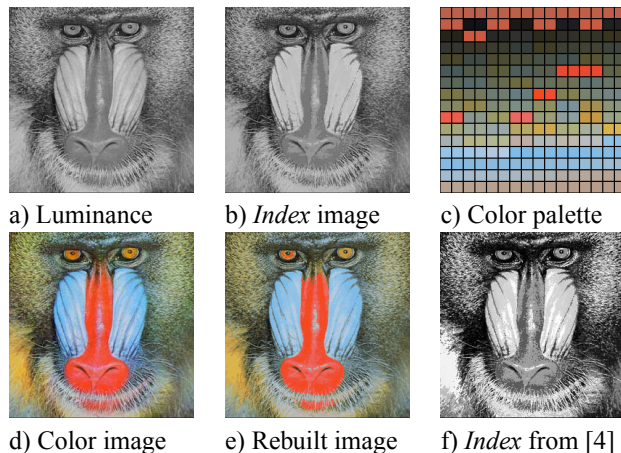 a) Luminance
b) Index image
c) Color palette
d) Color image
e) Rebuilt image
f) Index from [4]